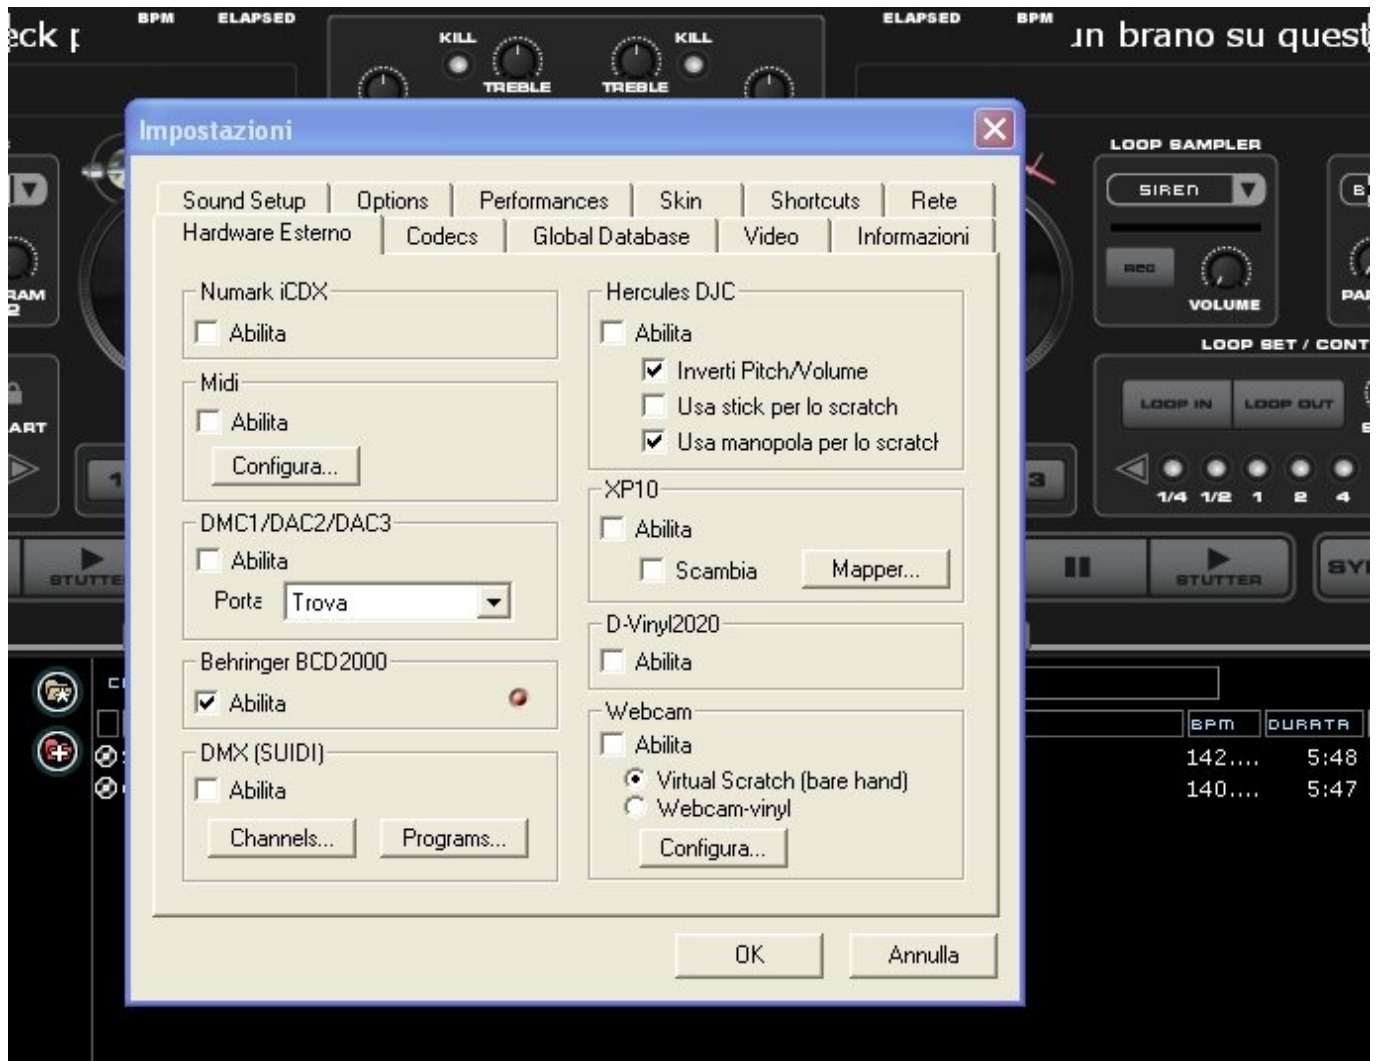 BPM ELAPSED ELAPSED BPM
eck p un brano su quest
KILL KILL
TREBLE TREBLE
Impostazioni
LOOP SAMPLER
SIREN
Sound Setup Options Performances Skin Shortcuts Rete
Hardware Esterno Codecs Global Database Video Informazioni
REC
VOLUME
Numark iCDX
Abilita
Hercules DJC
Abilita
Inverti Pitch/Volume
Usa stick per lo scratch
Usa manopola per lo scratch
LOOP SET / CONT
LOOP IN LOOP OUT
1/4 1/2 1 2 4
Midi
Abilita
Configura...
XP10
Abilita
Scambia Mapper...
DMC1/DAC2/DAC3
Abilita
Porta Trova
STUTTER
STUTTER
D-Vinyl2020
Abilita
Behringer BCD2000
Abilita
Webcam
Abilita
Virtual Scratch (bare hand)
Webcam-vinyl
Configura...
DMX (SUIDI)
Abilita
Channels... Programs...
BPM DURATA
142.... 5:48
140.... 5:47
OK Annulla